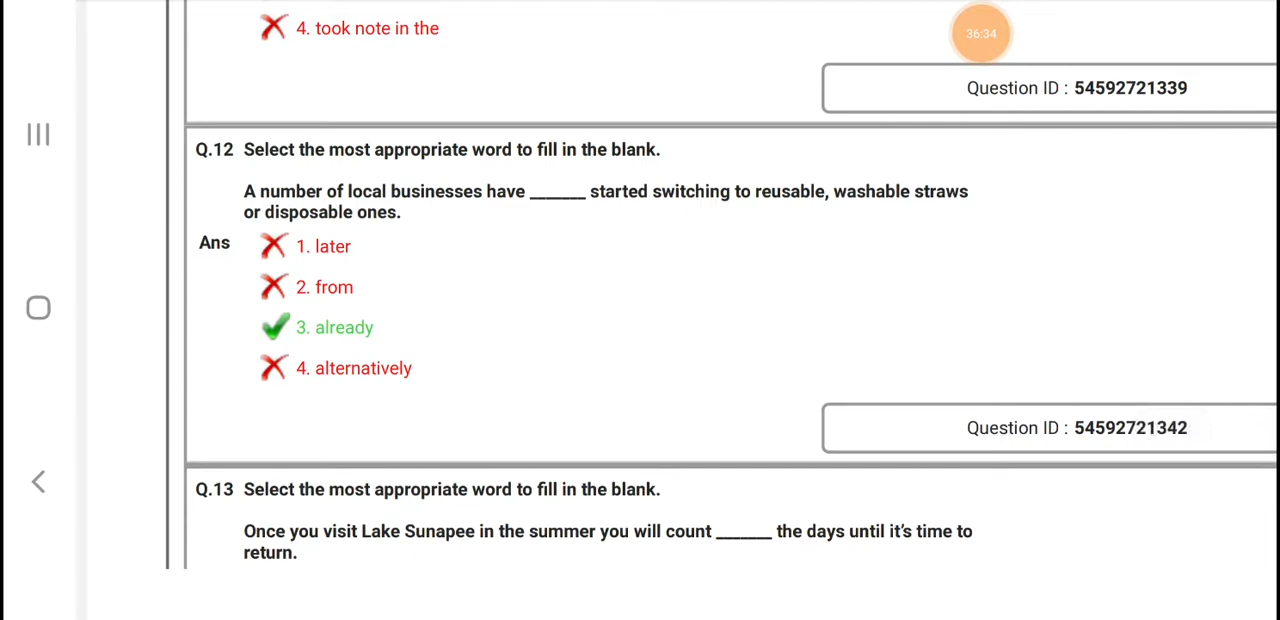 4. took note in the
36:34
Question ID : 54592721339
Q.12 Select the most appropriate word to fill in the blank.
A number of local businesses have _______ started switching to reusable, washable straws
or disposable ones.
Ans 1. later
2. from
3. already
4. alternatively
Question ID : 54592721342
Q.13 Select the most appropriate word to fill in the blank.
Once you visit Lake Sunapee in the summer you will count _______ the days until it's time to
return.